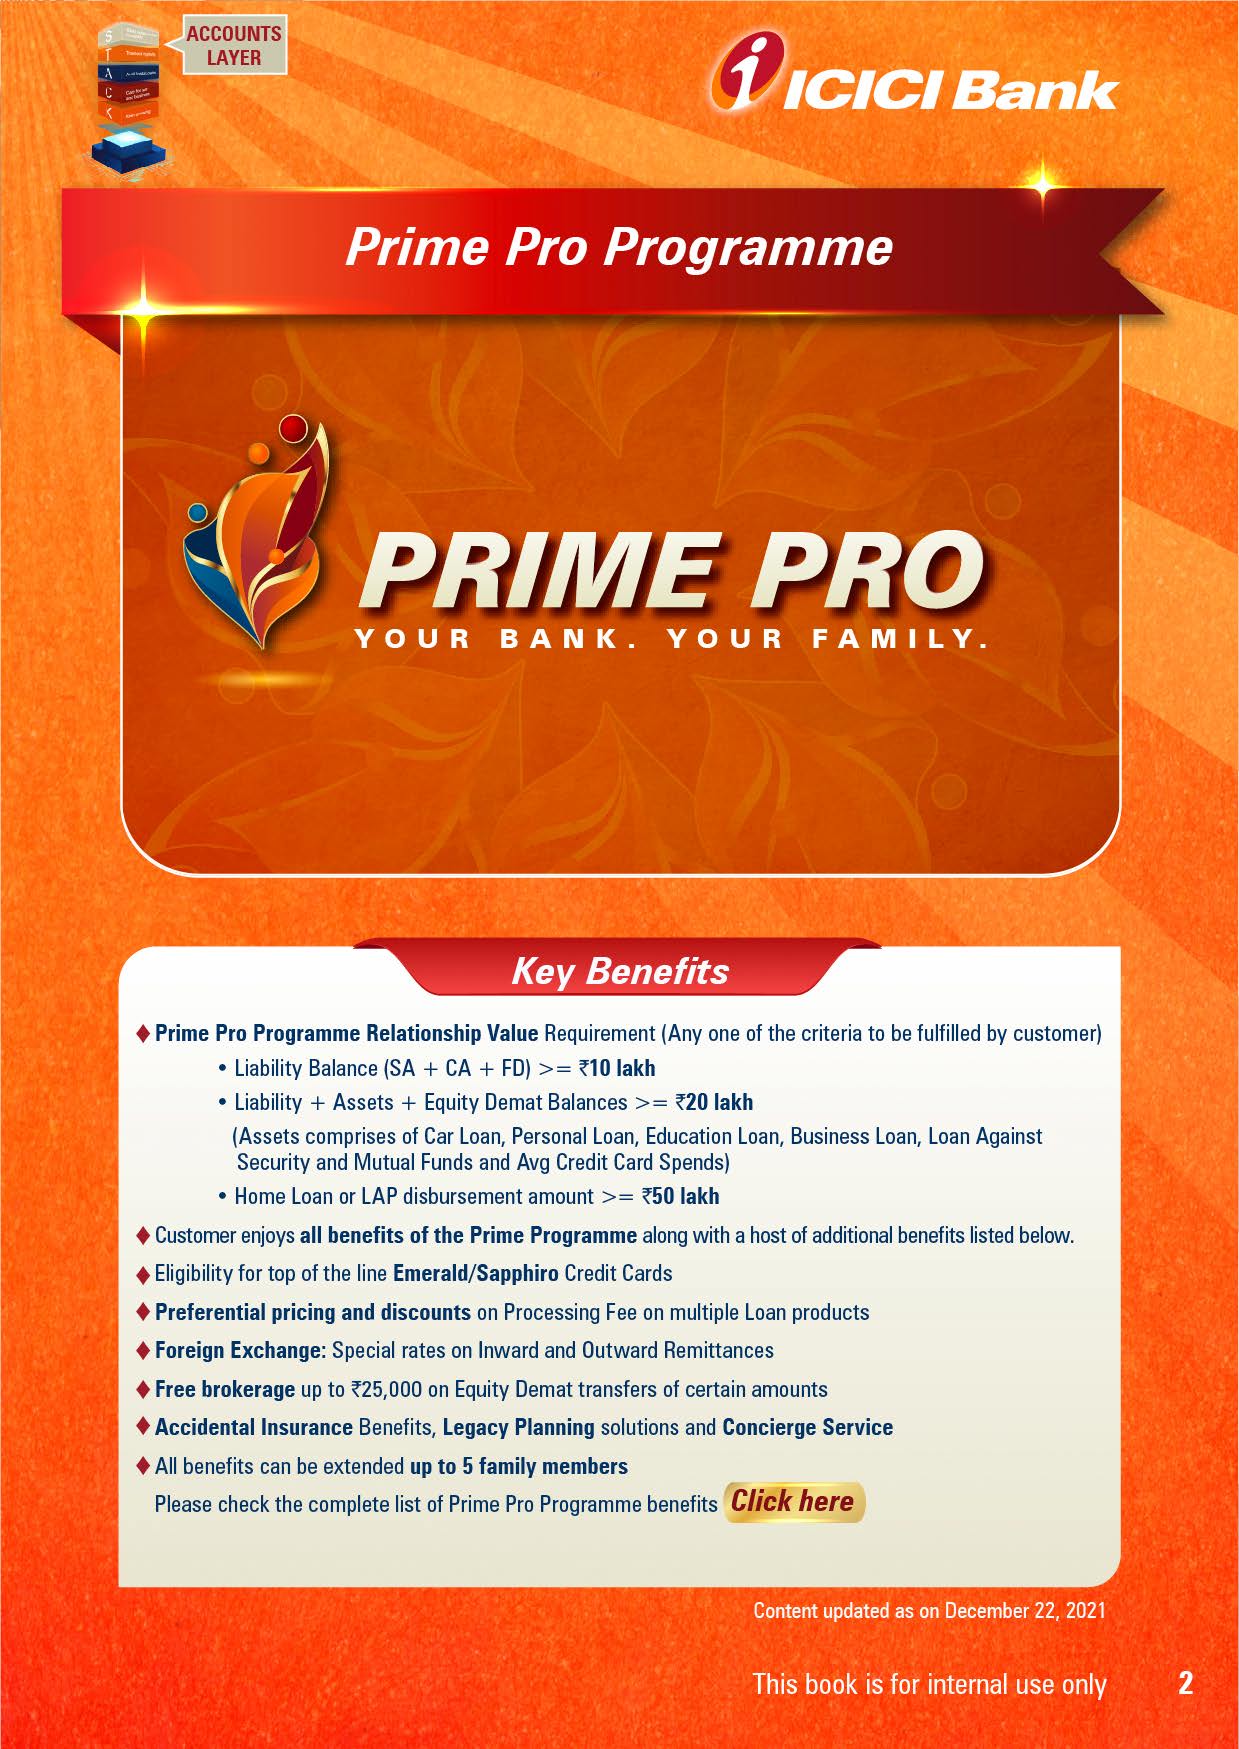 ACCOUNTS
LAYER
S
T
A
C
K
ICICI Bank
Prime Pro Programme
PRIME PRO
YOUR BANK. YOUR FAMILY.
Key Benefits
♦ Prime Pro Programme Relationship Value Requirement (Any one of the criteria to be fulfilled by customer)
• Liability Balance (SA + CA + FD) >= ₹10 lakh
• Liability + Assets + Equity Demat Balances >= ₹20 lakh
(Assets comprises of Car Loan, Personal Loan, Education Loan, Business Loan, Loan Against
Security and Mutual Funds and Avg Credit Card Spends)
• Home Loan or LAP disbursement amount >= ₹50 lakh
♦ Customer enjoys all benefits of the Prime Programme along with a host of additional benefits listed below.
♦ Eligibility for top of the line Emerald/Sapphiro Credit Cards
♦ Preferential pricing and discounts on Processing Fee on multiple Loan products
♦ Foreign Exchange: Special rates on Inward and Outward Remittances
♦ Free brokerage up to ₹25,000 on Equity Demat transfers of certain amounts
♦ Accidental Insurance Benefits, Legacy Planning solutions and Concierge Service
♦ All benefits can be extended up to 5 family members
Please check the complete list of Prime Pro Programme benefits Click here
Content updated as on December 22, 2021
This book is for internal use only 2